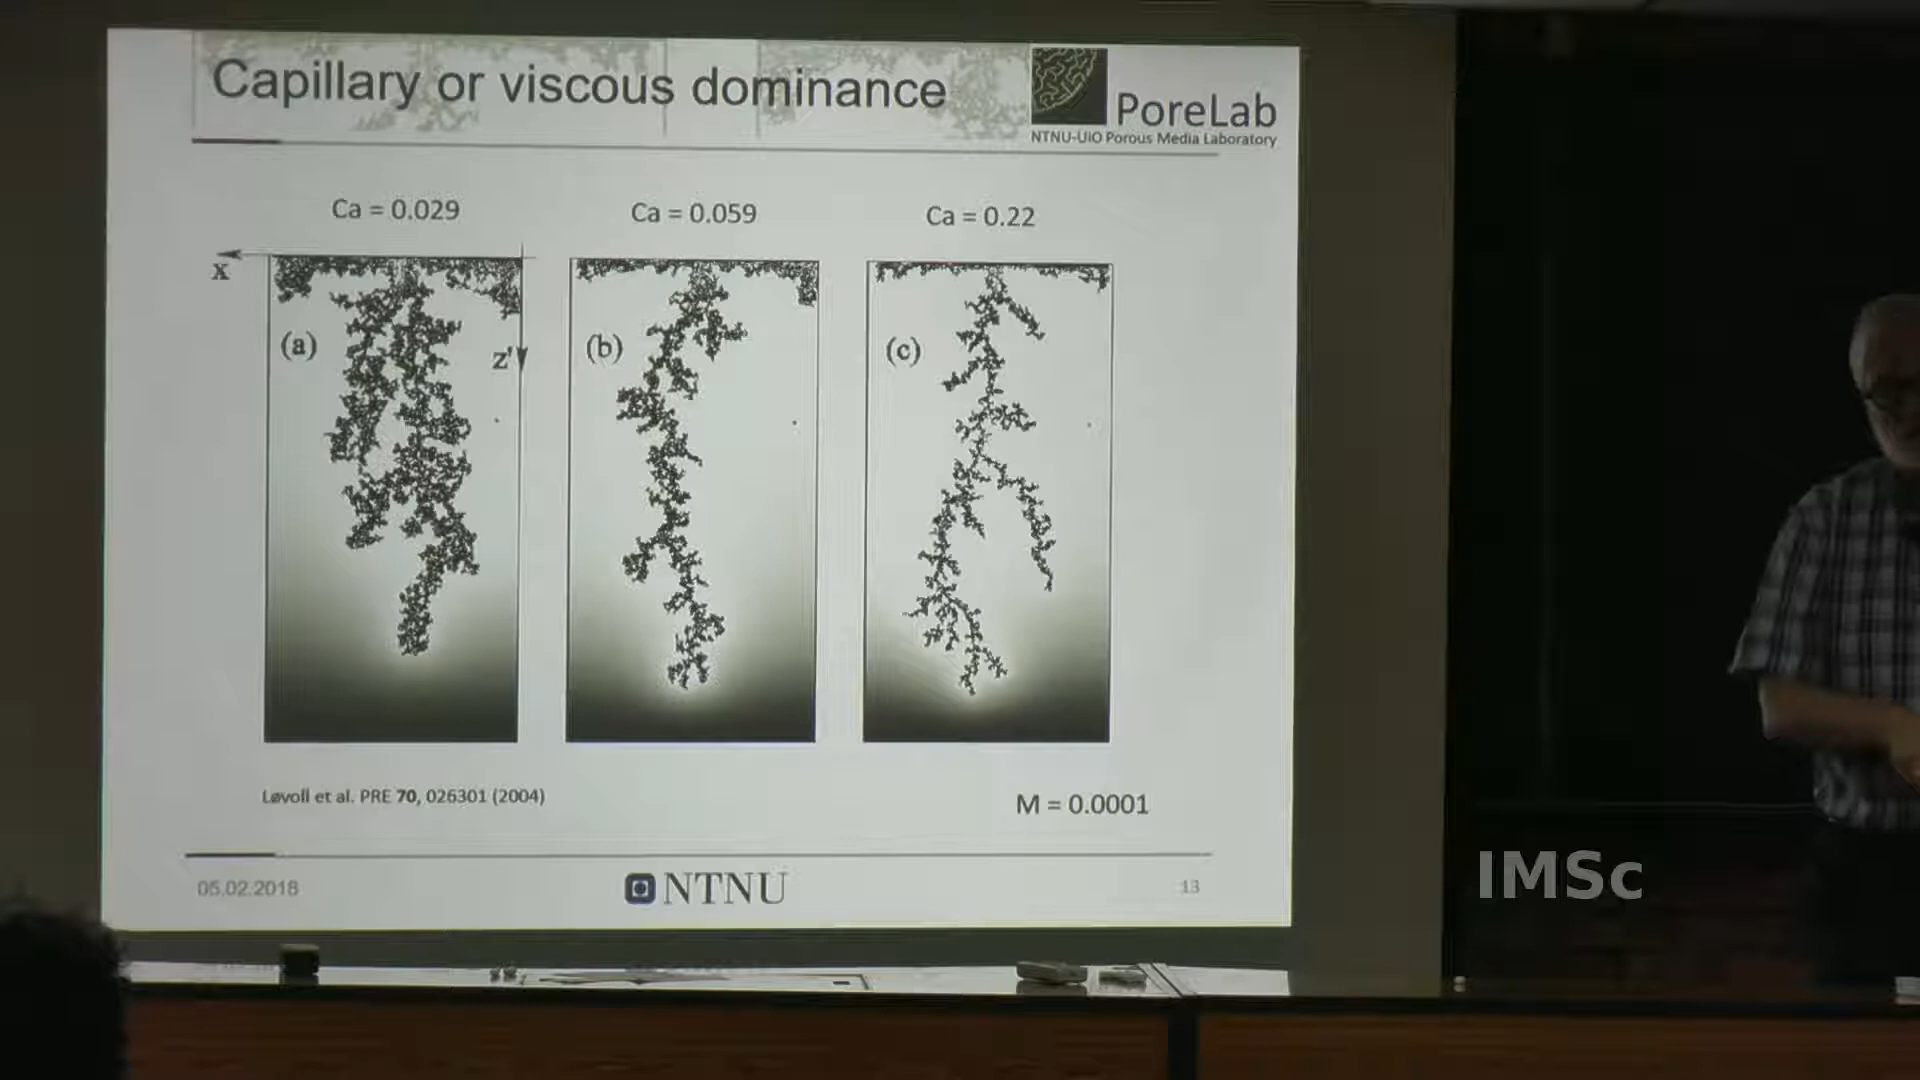 Capillary or viscous dominance
PoreLab
NTNU-UiO Porous Media Laboratory
Ca = 0.029
Ca = 0.059
Ca = 0.22
x
(a)
z'
(b)
(c)
Løvoll et al. PRE 70, 026301 (2004)
M = 0.0001
05.02.2018
NTNU
13
IMSc